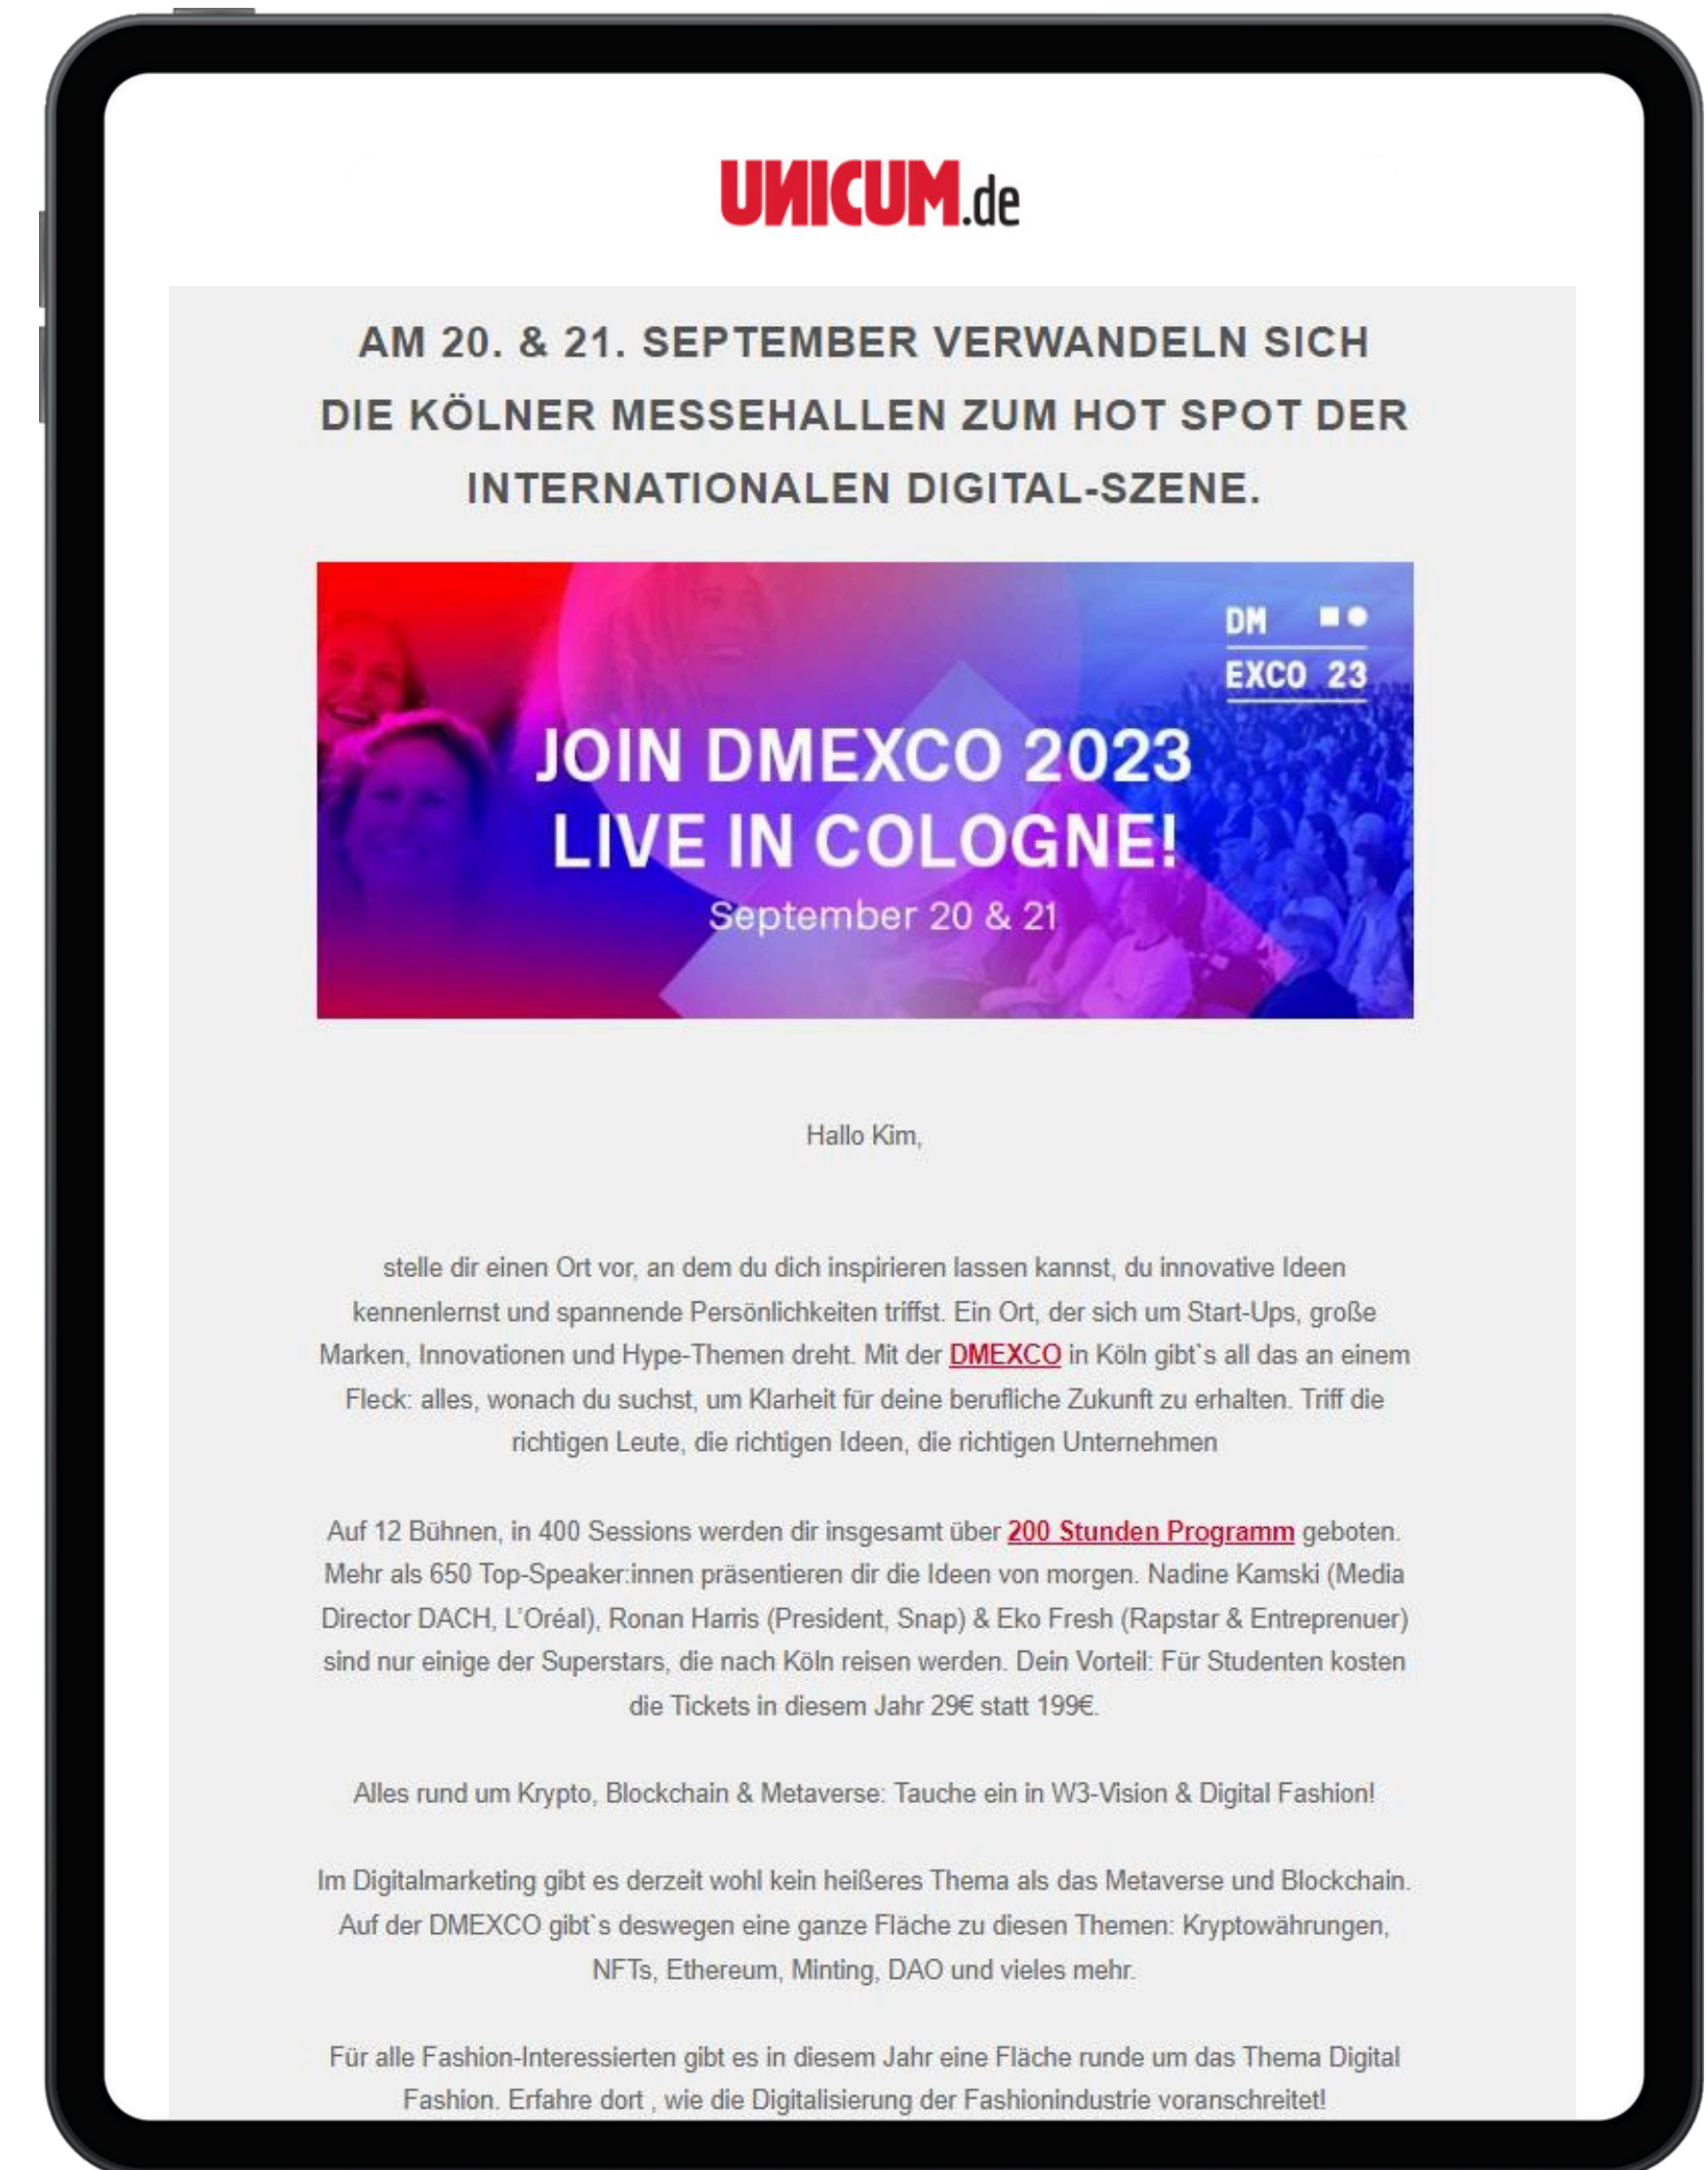 UNICUM.de
AM 20. & 21. SEPTEMBER VERWANDELN SICH
DIE KÖLNER MESSEHALLEN ZUM HOT SPOT DER
INTERNATIONALEN DIGITAL-SZENE.
DM
EXCO 23
JOIN DMEXCO 2023
LIVE IN COLOGNE!
September 20 & 21
Hallo Kim,
stelle dir einen Ort vor, an dem du dich inspirieren lassen kannst, du innovative Ideen
kennenlernst und spannende Persönlichkeiten triffst. Ein Ort, der sich um Start-Ups, große
Marken, Innovationen und Hype-Themen dreht. Mit der DMEXCO in Köln gibt`s all das an einem
Fleck: alles, wonach du suchst, um Klarheit für deine berufliche Zukunft zu erhalten. Triff die
richtigen Leute, die richtigen Ideen, die richtigen Unternehmen
Auf 12 Bühnen, in 400 Sessions werden dir insgesamt über 200 Stunden Programm geboten.
Mehr als 650 Top-Speaker:innen präsentieren dir die Ideen von morgen. Nadine Kamski (Media
Director DACH, L'Oréal), Ronan Harris (President, Snap) & Eko Fresh (Rapstar & Entreprenuer)
sind nur einige der Superstars, die nach Köln reisen werden. Dein Vorteil: Für Studenten kosten
die Tickets in diesem Jahr 29€ statt 199€.
Alles rund um Krypto, Blockchain & Metaverse: Tauche ein in W3-Vision & Digital Fashion!
Im Digitalmarketing gibt es derzeit wohl kein heißeres Thema als das Metaverse und Blockchain.
Auf der DMEXCO gibt`s deswegen eine ganze Fläche zu diesen Themen: Kryptowährungen,
NFTs, Ethereum, Minting, DAO und vieles mehr.
Für alle Fashion-Interessierten gibt es in diesem Jahr eine Fläche runde um das Thema Digital
Fashion. Erfahre dort , wie die Digitalisierung der Fashionindustrie voranschreitet!